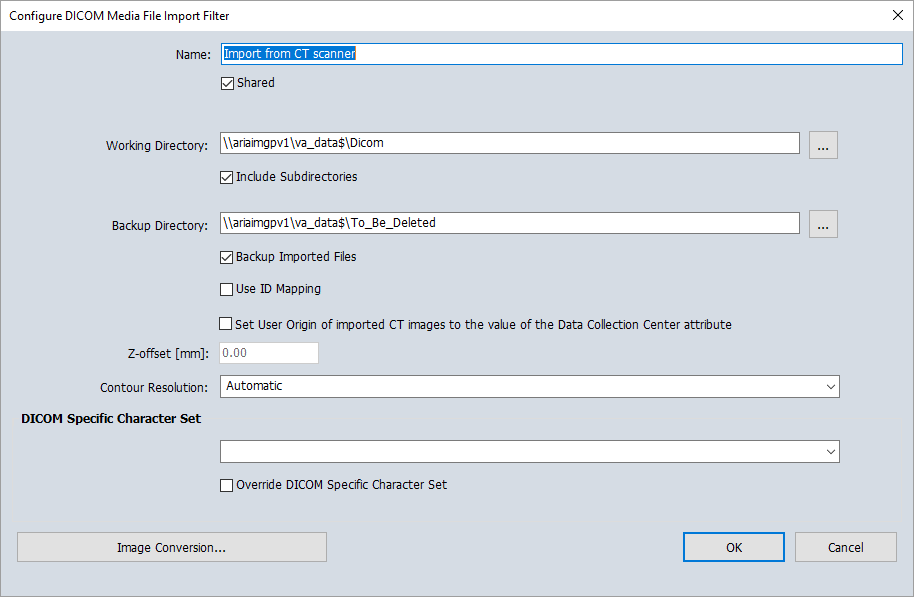 Configure DICOM Media File Import Filter
Name: Import from CT scanner
Shared
Working Directory: \\ariaimgpv1\va_data$\Dicom ...
Include Subdirectories
Backup Directory: \\ariaimgpv1\va_data$\To_Be_Deleted ...
Backup Imported Files
Use ID Mapping
Set User Origin of imported CT images to the value of the Data Collection Center attribute
Z-offset [mm]: 0.00
Contour Resolution: Automatic
DICOM Specific Character Set
Override DICOM Specific Character Set
Image Conversion... OK Cancel